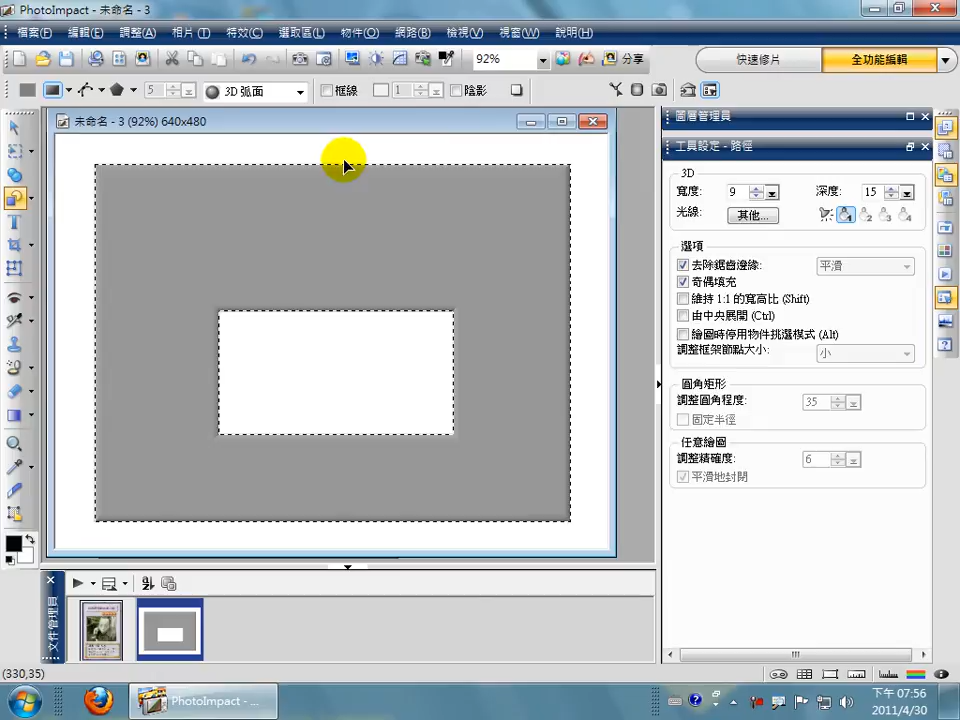 PhotoImpact - 未命名 - 3
檔案(F) 編輯(E) 調整(A) 相片(T) 特效(C) 選取區(L) 物件(O) 網路(B) 檢視(V) 視窗(W) 說明(H)
92% 分享 快速修片 全功能編輯
5 3D 弧面 框線 1 陰影
未命名 - 3 (92%) 640x480
圖層管理員
工具設定 - 路徑
3D
寬度: 9 深度: 15
光線: 其他... 1 2 3 4
選項
去除鋸齒邊緣: 平滑
奇偶填充
維持 1:1 的寬高比 (Shift)
由中央展開 (Ctrl)
繪圖時停用物件挑選模式 (Alt)
調整框架節點大小: 小
圓角矩形
調整圓角程度: 35
固定半徑
任意繪圖
調整精確度: 6
平滑地封閉
文件管理員
(330,35)
PhotoImpact - ...
下午 07:56
2011/4/30